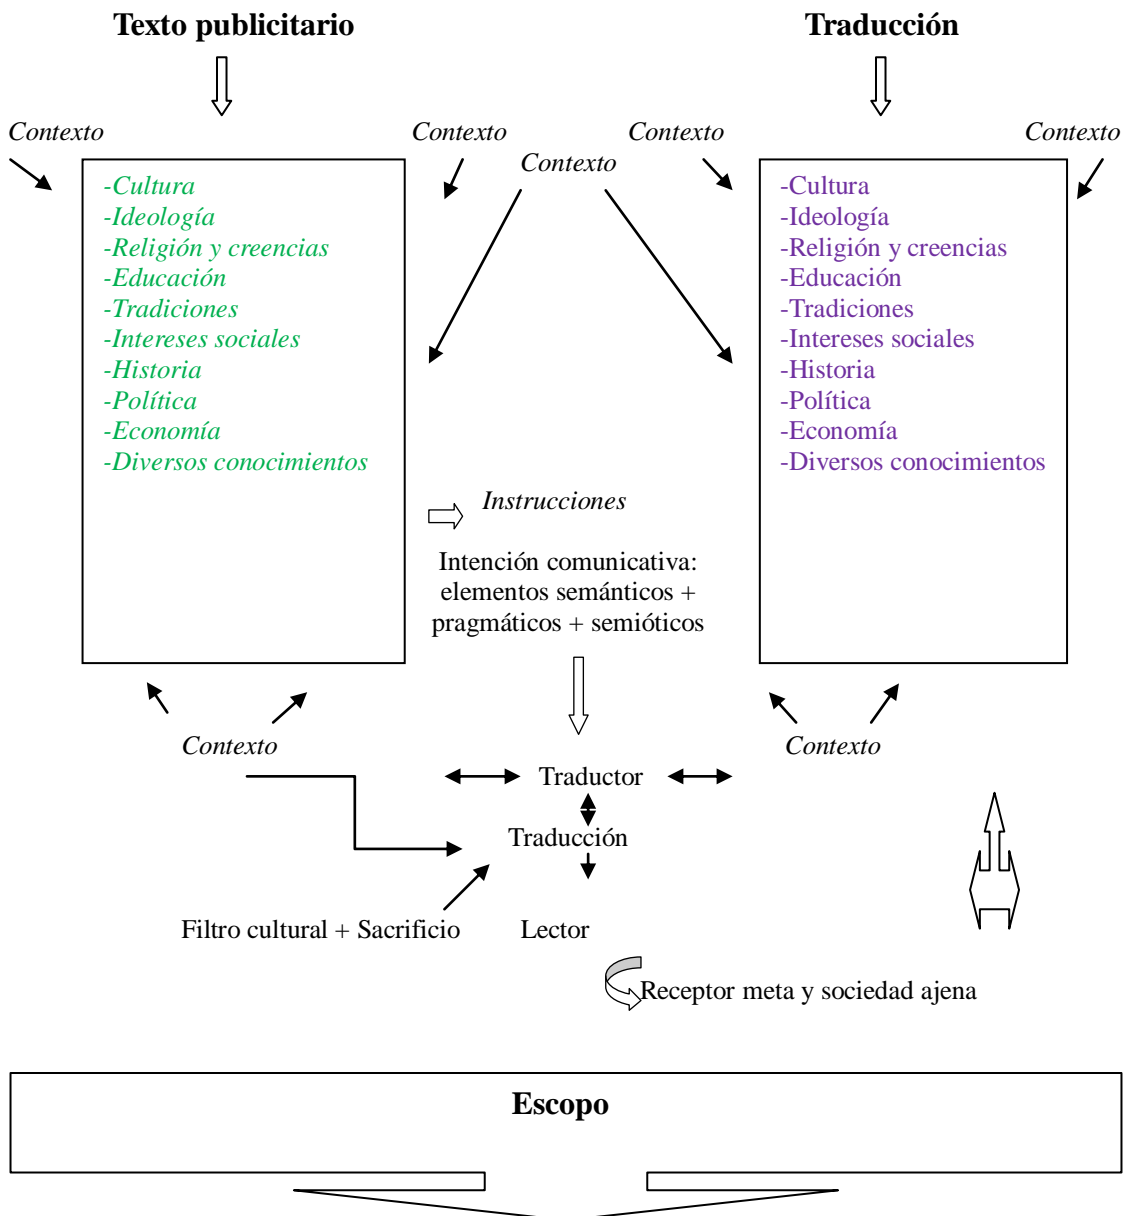 Texto publicitario
Traducción
Contexto
Contexto
Contexto
Contexto
Contexto
-Cultura
-Ideología
-Religión y creencias
-Educación
-Tradiciones
-Intereses sociales
-Historia
-Política
-Economía
-Diversos conocimientos
-Cultura
-Ideología
-Religión y creencias
-Educación
-Tradiciones
-Intereses sociales
-Historia
-Política
-Economía
-Diversos conocimientos
Instrucciones
Intención comunicativa:
elementos semánticos +
pragmáticos + semióticos
Contexto
Contexto
Traductor
Traducción
Filtro cultural + Sacrificio
Lector
Receptor meta y sociedad ajena
Escopo